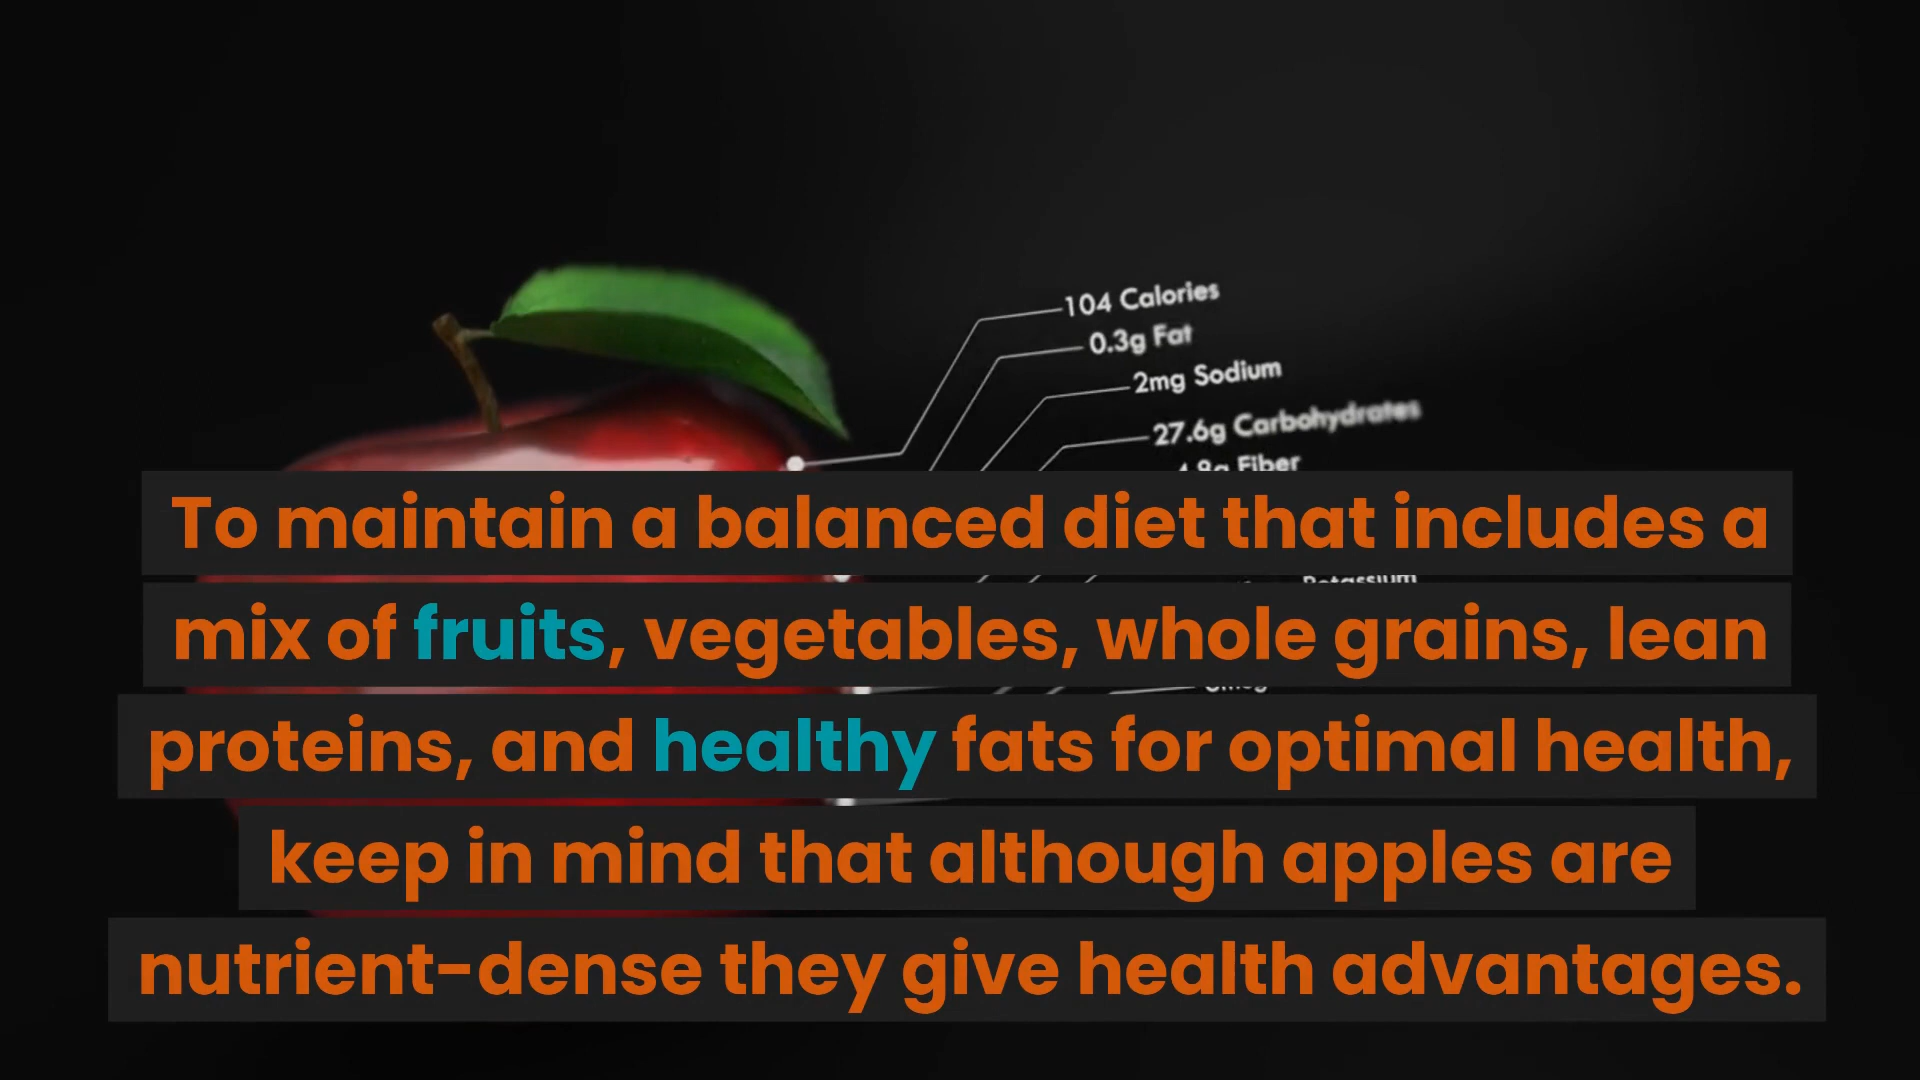 104 Calories
0.3g Fat
2mg Sodium
27.6g Carbohydrates
Fiber
To maintain a balanced diet that includes a
Potassium
mix of fruits, vegetables, whole grains, lean
proteins, and healthy fats for optimal health,
keep in mind that although apples are
nutrient-dense they give health advantages.